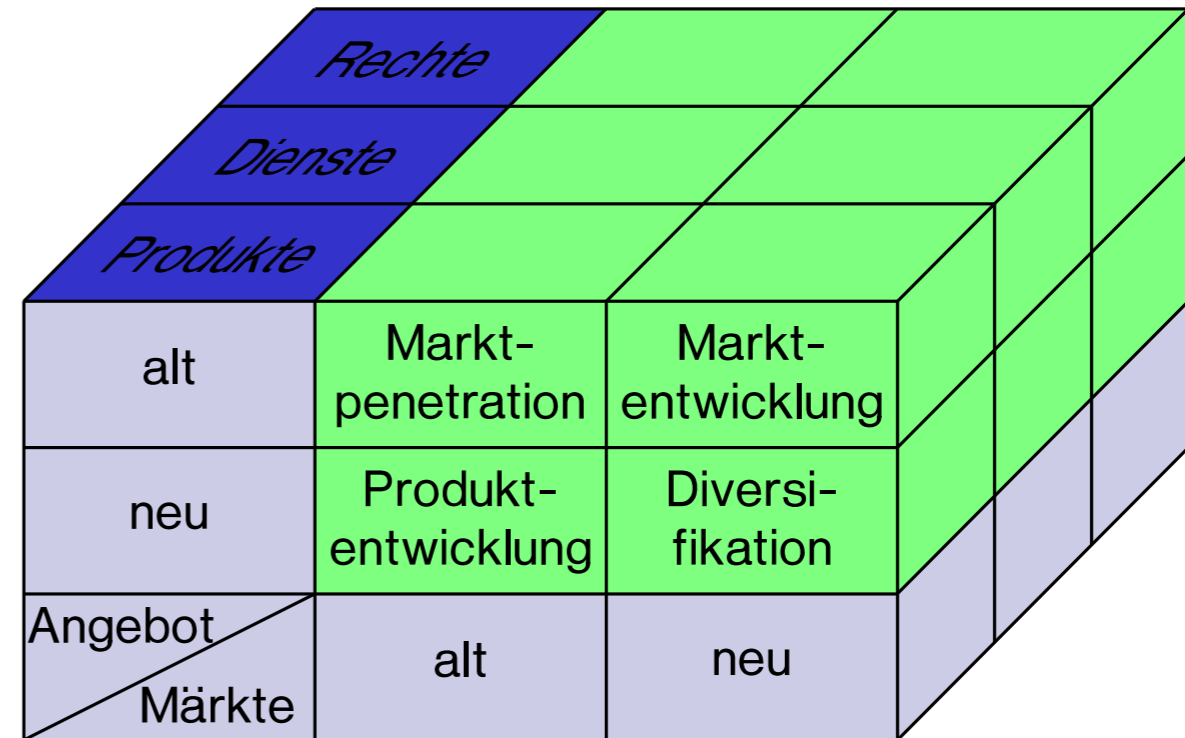 Rechte
Dienste
Produkte
alt
Markt-
penetration
Markt-
entwicklung
neu
Produkt-
entwicklung
Diversi-
fikation
Angebot
Märkte
alt
neu